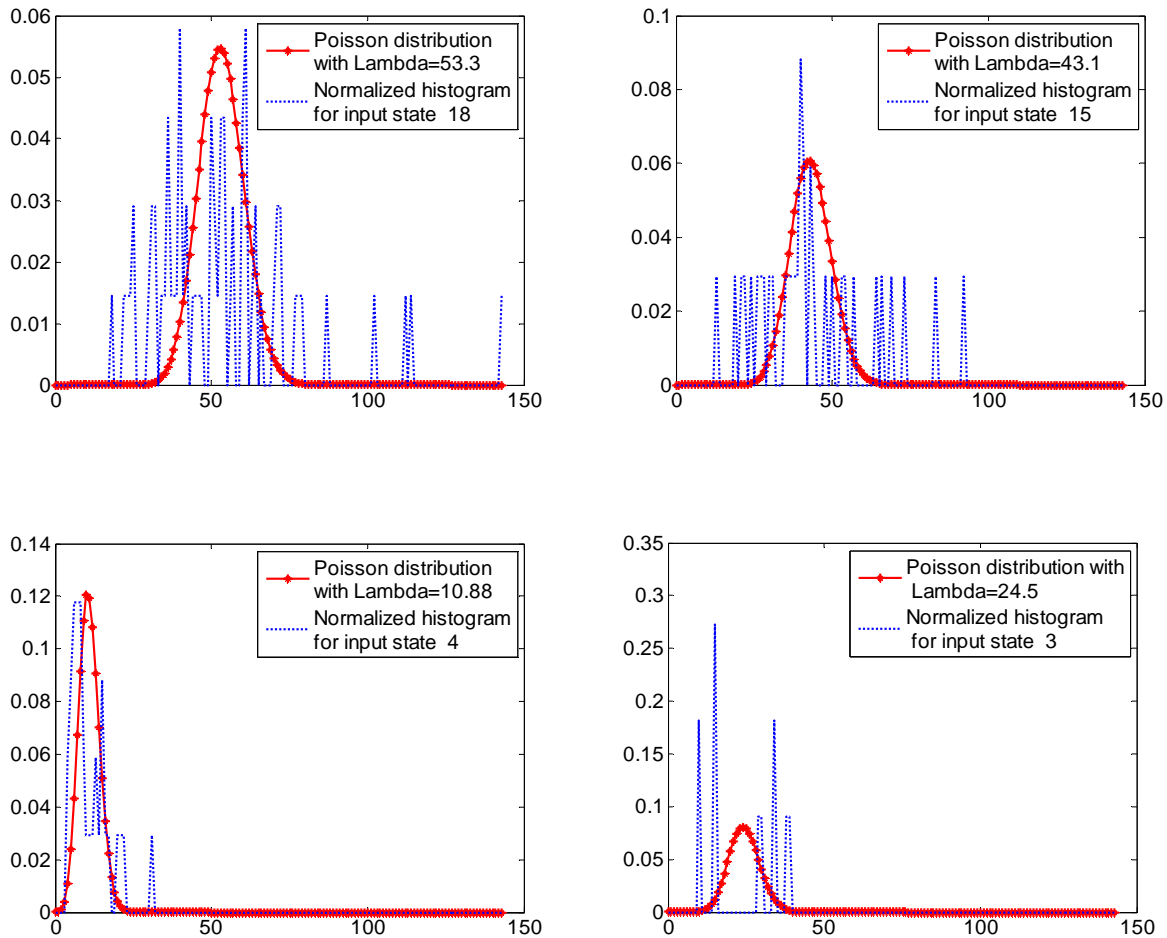 0.06
0.05
0.04
0.03
0.02
0.01
0
0
50
100
150
Poisson distribution
with Lambda=53.3
Normalized histogram
for input state 18
0.1
0.08
0.06
0.04
0.02
0
0
50
100
150
Poisson distribution
with Lambda=43.1
Normalized histogram
for input state 15
0.14
0.12
0.1
0.08
0.06
0.04
0.02
0
0
50
100
150
Poisson distribution
with Lambda=10.88
Normalized histogram
for input state 4
0.35
0.3
0.25
0.2
0.15
0.1
0.05
0
0
50
100
150
Poisson distribution with
Lambda=24.5
Normalized histogram
for input state 3